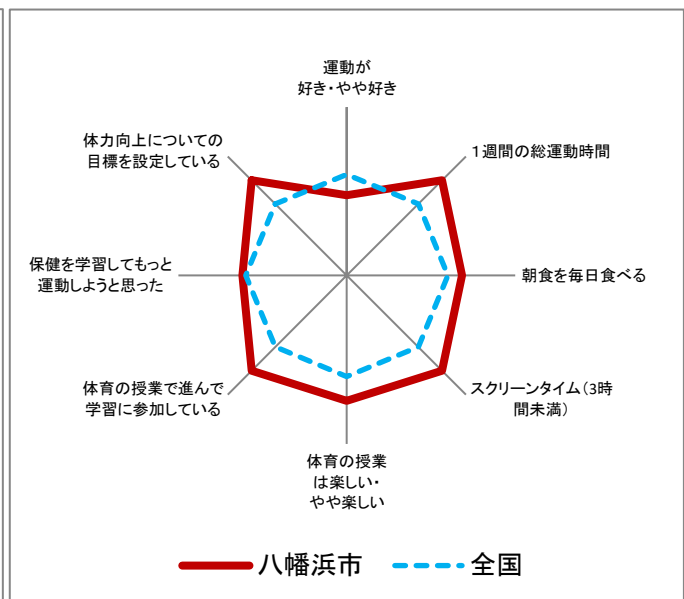 運動が
好き・やや好き
1週間の総運動時間
朝食を毎日食べる
スクリーンタイム(3時
間未満)
体育の授業
は楽しい・
やや楽しい
体育の授業で進んで
学習に参加している
保健を学習してもっと
運動しようと思った
体力向上についての
目標を設定している
八幡浜市
全国